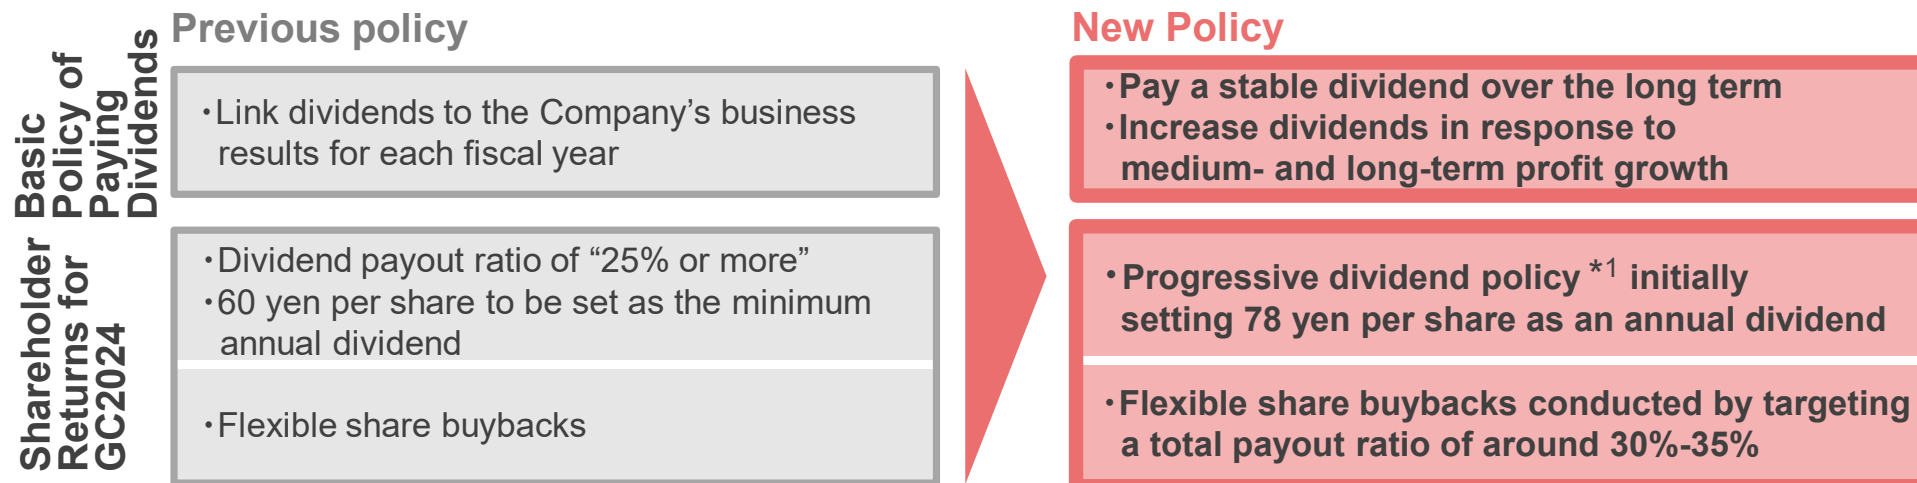 Previous policy
New Policy
Basic
Policy of
Paying
Dividends
・Link dividends to the Company’s business
results for each fiscal year
・Pay a stable dividend over the long term
・Increase dividends in response to
medium- and long-term profit growth
Shareholder
Returns for
GC2024
・Dividend payout ratio of “25% or more”
・60 yen per share to be set as the minimum
annual dividend
・Flexible share buybacks
・Progressive dividend policy *1 initially
setting 78 yen per share as an annual dividend
・Flexible share buybacks conducted by targeting
a total payout ratio of around 30%-35%